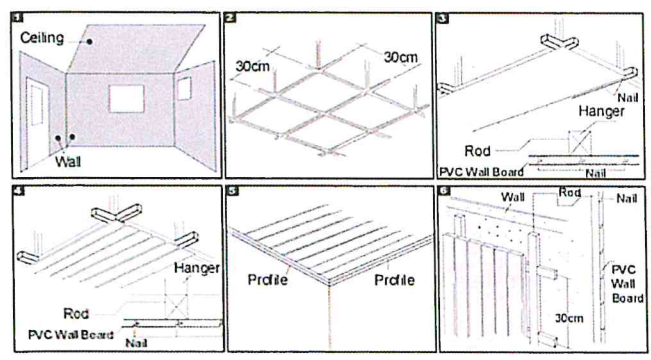 1
Ceiling
Wall
2
30cm
30cm
3
Nail
Hanger
Rod
PVC Wall Board
Nail
4
Hanger
Rod
PVC Wall Board
Nail
5
Profile
Profile
6
Wall
Rod
Nail
PVC
Wall
Board
30cm